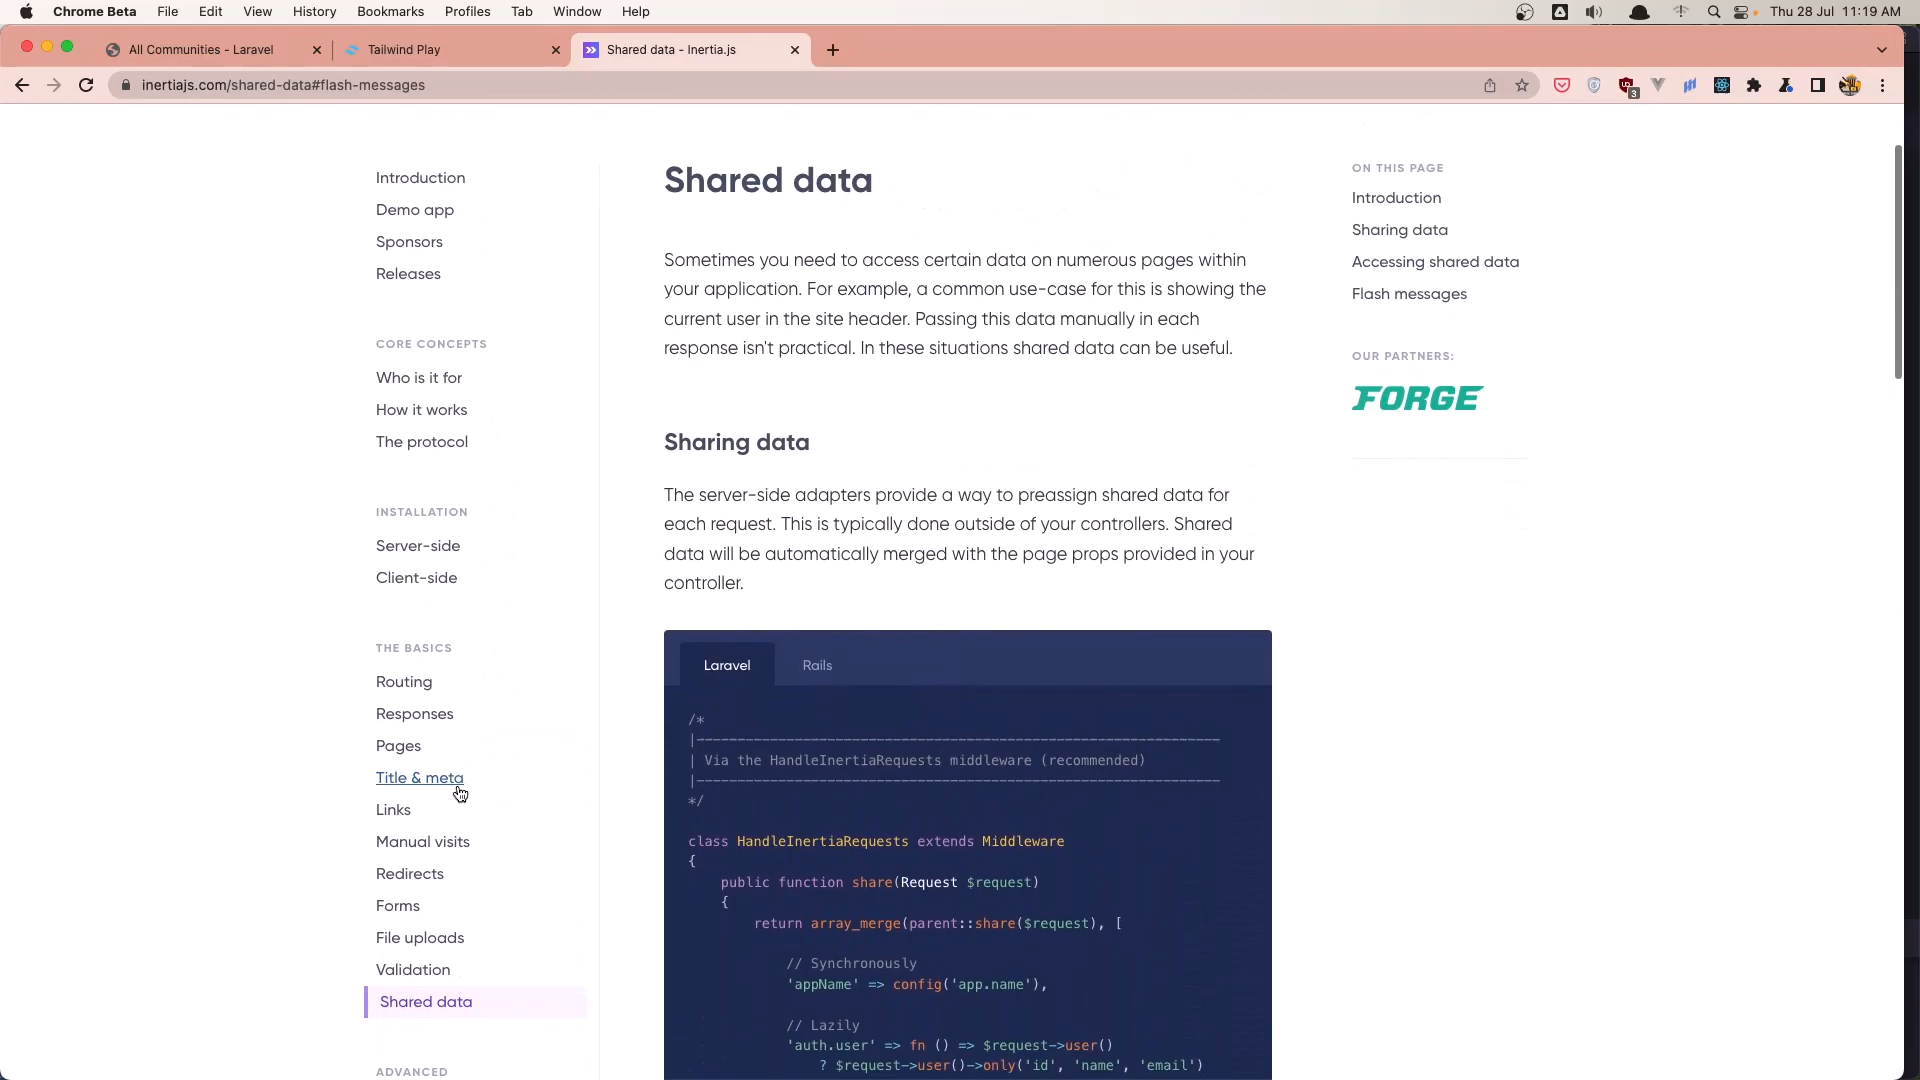 Chrome Beta File Edit View History Bookmarks Profiles Tab Window Help Thu 28 Jul 11:19 AM
All Communities - Laravel Tailwind Play Shared data - Inertia.js
inertiajs.com/shared-data#flash-messages 3
Introduction
Demo app
Sponsors
Releases
CORE CONCEPTS
Who is it for
How it works
The protocol
INSTALLATION
Server-side
Client-side
THE BASICS
Routing
Responses
Pages
Title & meta
Links
Manual visits
Redirects
Forms
File uploads
Validation
Shared data
ADVANCED
Shared data
Sometimes you need to access certain data on numerous pages within
your application. For example, a common use-case for this is showing the
current user in the site header. Passing this data manually in each
response isn't practical. In these situations shared data can be useful.
Sharing data
The server-side adapters provide a way to preassign shared data for
each request. This is typically done outside of your controllers. Shared
data will be automatically merged with the page props provided in your
controller.
Laravel Rails
/*
|----------------------------------------------------------------
| Via the HandleInertiaRequests middleware (recommended)
|----------------------------------------------------------------
*/
class HandleInertiaRequests extends Middleware
{
public function share(Request $request)
{
return array_merge(parent::share($request), [
// Synchronously
'appName' => config('app.name'),
// Lazily
'auth.user' => fn () => $request->user()
? $request->user()->only('id', 'name', 'email')
ON THIS PAGE
Introduction
Sharing data
Accessing shared data
Flash messages
OUR PARTNERS:
FORGE